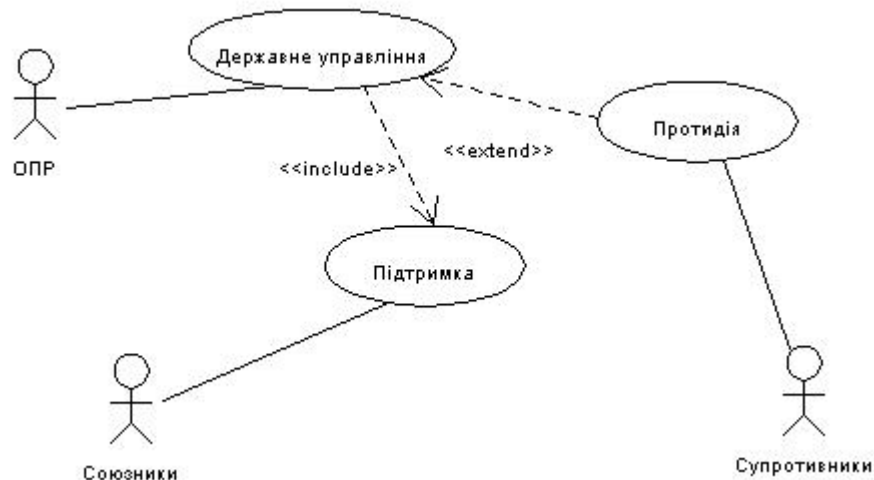 Державне управління
Протидія
ОПР
<<include>>
<<extend>>
Підтримка
Союзники
Супротивники